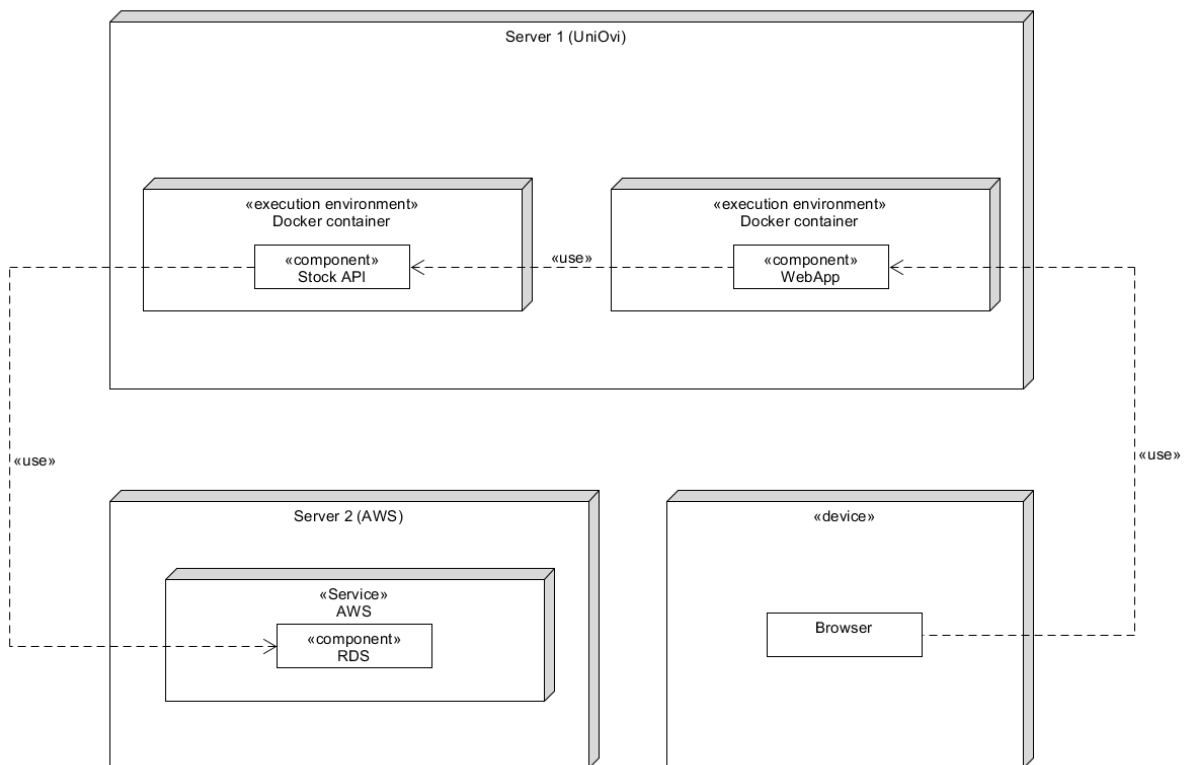 Server 1 (UniOvi)
«execution environment»
Docker container
«component»
Stock API
«use»
«execution environment»
Docker container
«component»
WebApp
«use»
«use»
Server 2 (AWS)
«Service»
AWS
«component»
RDS
«device»
Browser